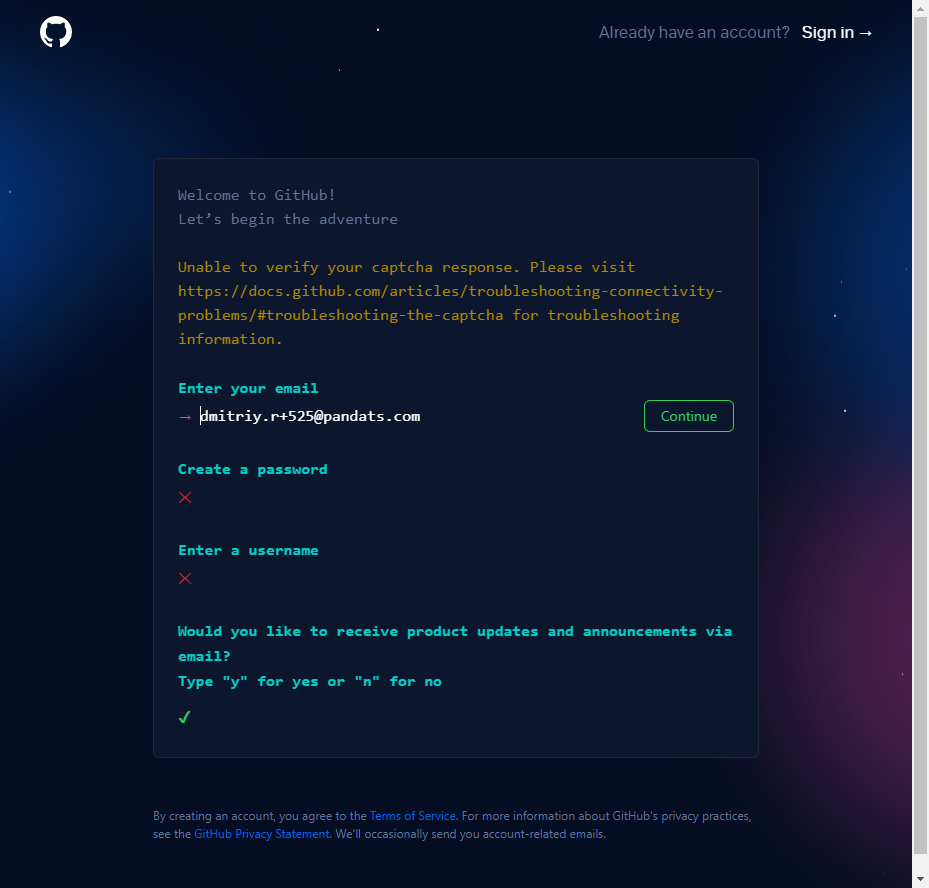 Already have an account? Sign in →
Welcome to GitHub!
Let’s begin the adventure
Unable to verify your captcha response. Please visit
https://docs.github.com/articles/troubleshooting-connectivity-
problems/#troubleshooting-the-captcha for troubleshooting
information.
Enter your email
→ dmitriy.r+525@pandats.com
Continue
Create a password
Enter a username
Would you like to receive product updates and announcements via
email?
Type "y" for yes or "n" for no
By creating an account, you agree to the Terms of Service. For more information about GitHub's privacy practices,
see the GitHub Privacy Statement. We'll occasionally send you account-related emails.